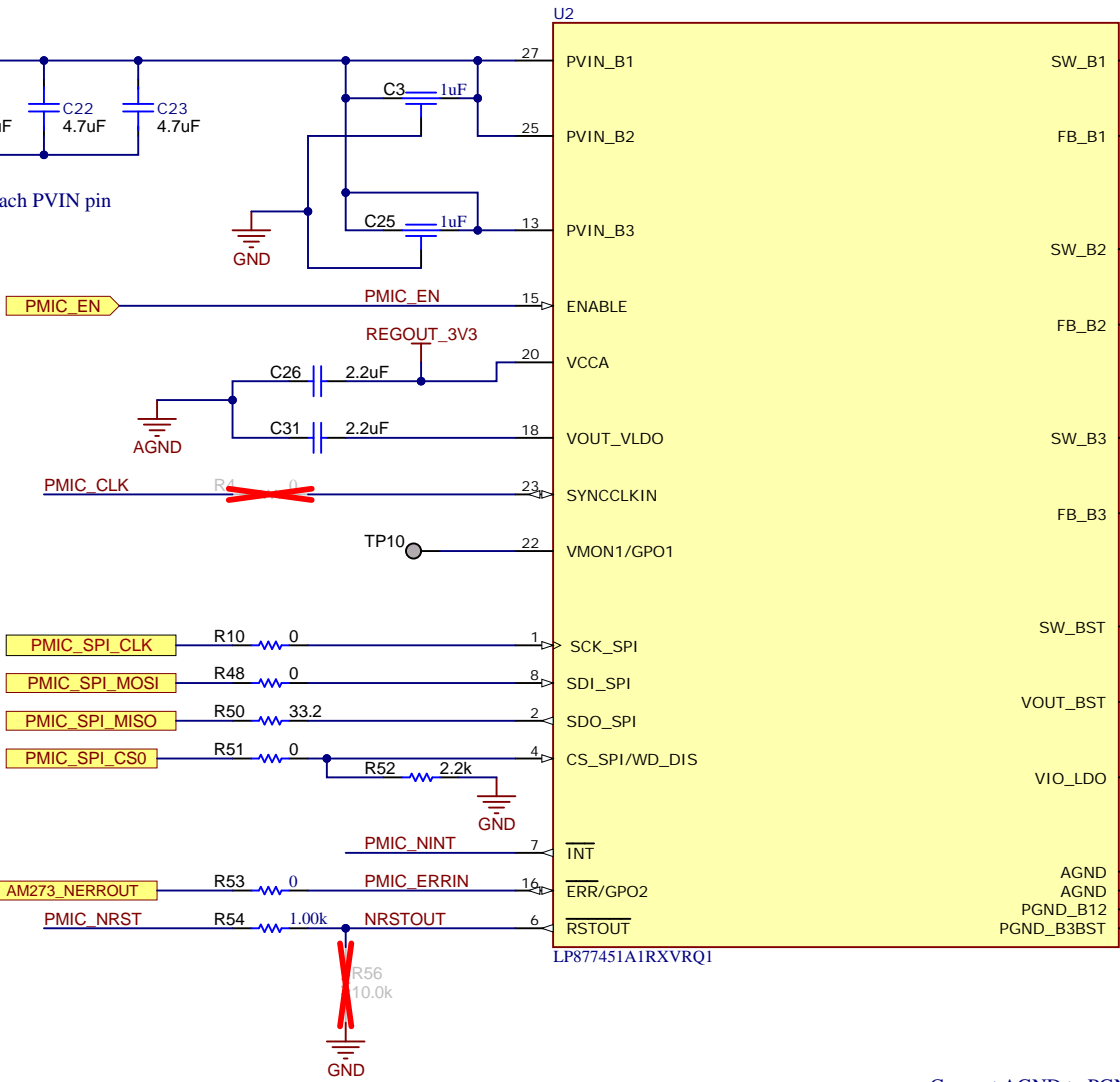 U2
27
PVIN_B1
SW_B1
C3
1uF
C22
4.7uF
C23
4.7uF
25
PVIN_B2
FB_B1
ach PVIN pin
C25
1uF
13
PVIN_B3
SW_B2
GND
PMIC_EN
PMIC_EN
15
ENABLE
FB_B2
REGOUT_3V3
20
VCCA
C26
2.2uF
AGND
C31
2.2uF
18
VOUT_VLDO
SW_B3
PMIC_CLK
R4
0
23
SYNCCLKIN
FB_B3
TP10
22
VMON1/GPO1
SW_BST
PMIC_SPI_CLK
R10
0
1
SCK_SPI
PMIC_SPI_MOSI
R48
0
8
SDI_SPI
VOUT_BST
PMIC_SPI_MISO
R50
33.2
2
SDO_SPI
PMIC_SPI_CS0
R51
0
4
CS_SPI/WD_DIS
R52
2.2k
VIO_LDO
GND
PMIC_NINT
7
INT
AGND
AM273_NERROUT
R53
0
PMIC_ERRIN
16
ERR/GPO2
AGND
PGND_B12
PMIC_NRST
R54
1.00k
NRSTOUT
6
RSTOUT
PGND_B3BST
LP877451A1RXVRQ1
R56
10.0k
GND